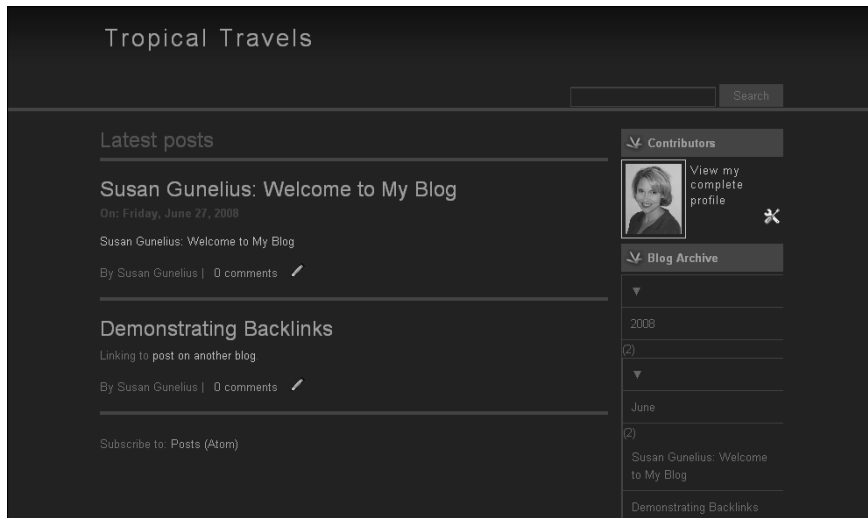 Tropical Travels
Search
Latest posts
Susan Gunelius: Welcome to My Blog
On: Friday, June 27, 2008
Susan Gunelius: Welcome to My Blog
By Susan Gunelius | 0 comments
Demonstrating Backlinks
Linking to post on another blog.
By Susan Gunelius | 0 comments
Subscribe to: Posts (Atom)
Contributors
View my
complete
profile
Blog Archive
▼
2008
(2)
▼
June
(2)
Susan Gunelius: Welcome
to My Blog
Demonstrating Backlinks